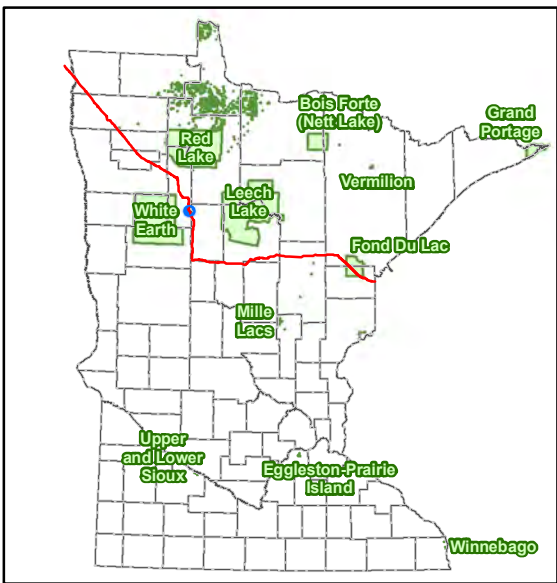 Bois Forte
(Nett Lake)
Grand
Portage
Red
Lake
Vermilion
Leech
Lake
White
Earth
Fond Du Lac
Mille
Lacs
Upper
and Lower
Sioux
Eggleston-Prairie
Island
Winnebago